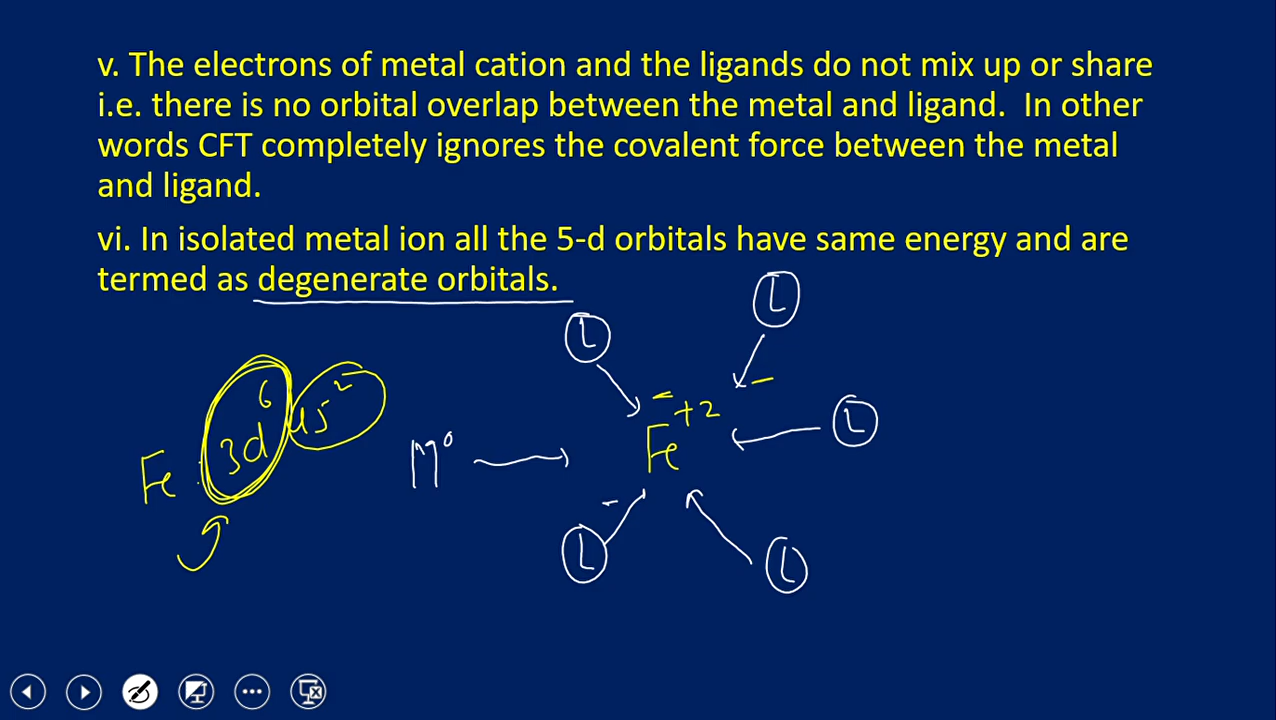 v. The electrons of metal cation and the ligands do not mix up or share
i.e. there is no orbital overlap between the metal and ligand. In other
words CFT completely ignores the covalent force between the metal
and ligand.
vi. In isolated metal ion all the 5-d orbitals have same energy and are
termed as degenerate orbitals.
L
L
Fe 3d⁶ 4s²
M⁰ → Fe⁺²
L
L
L